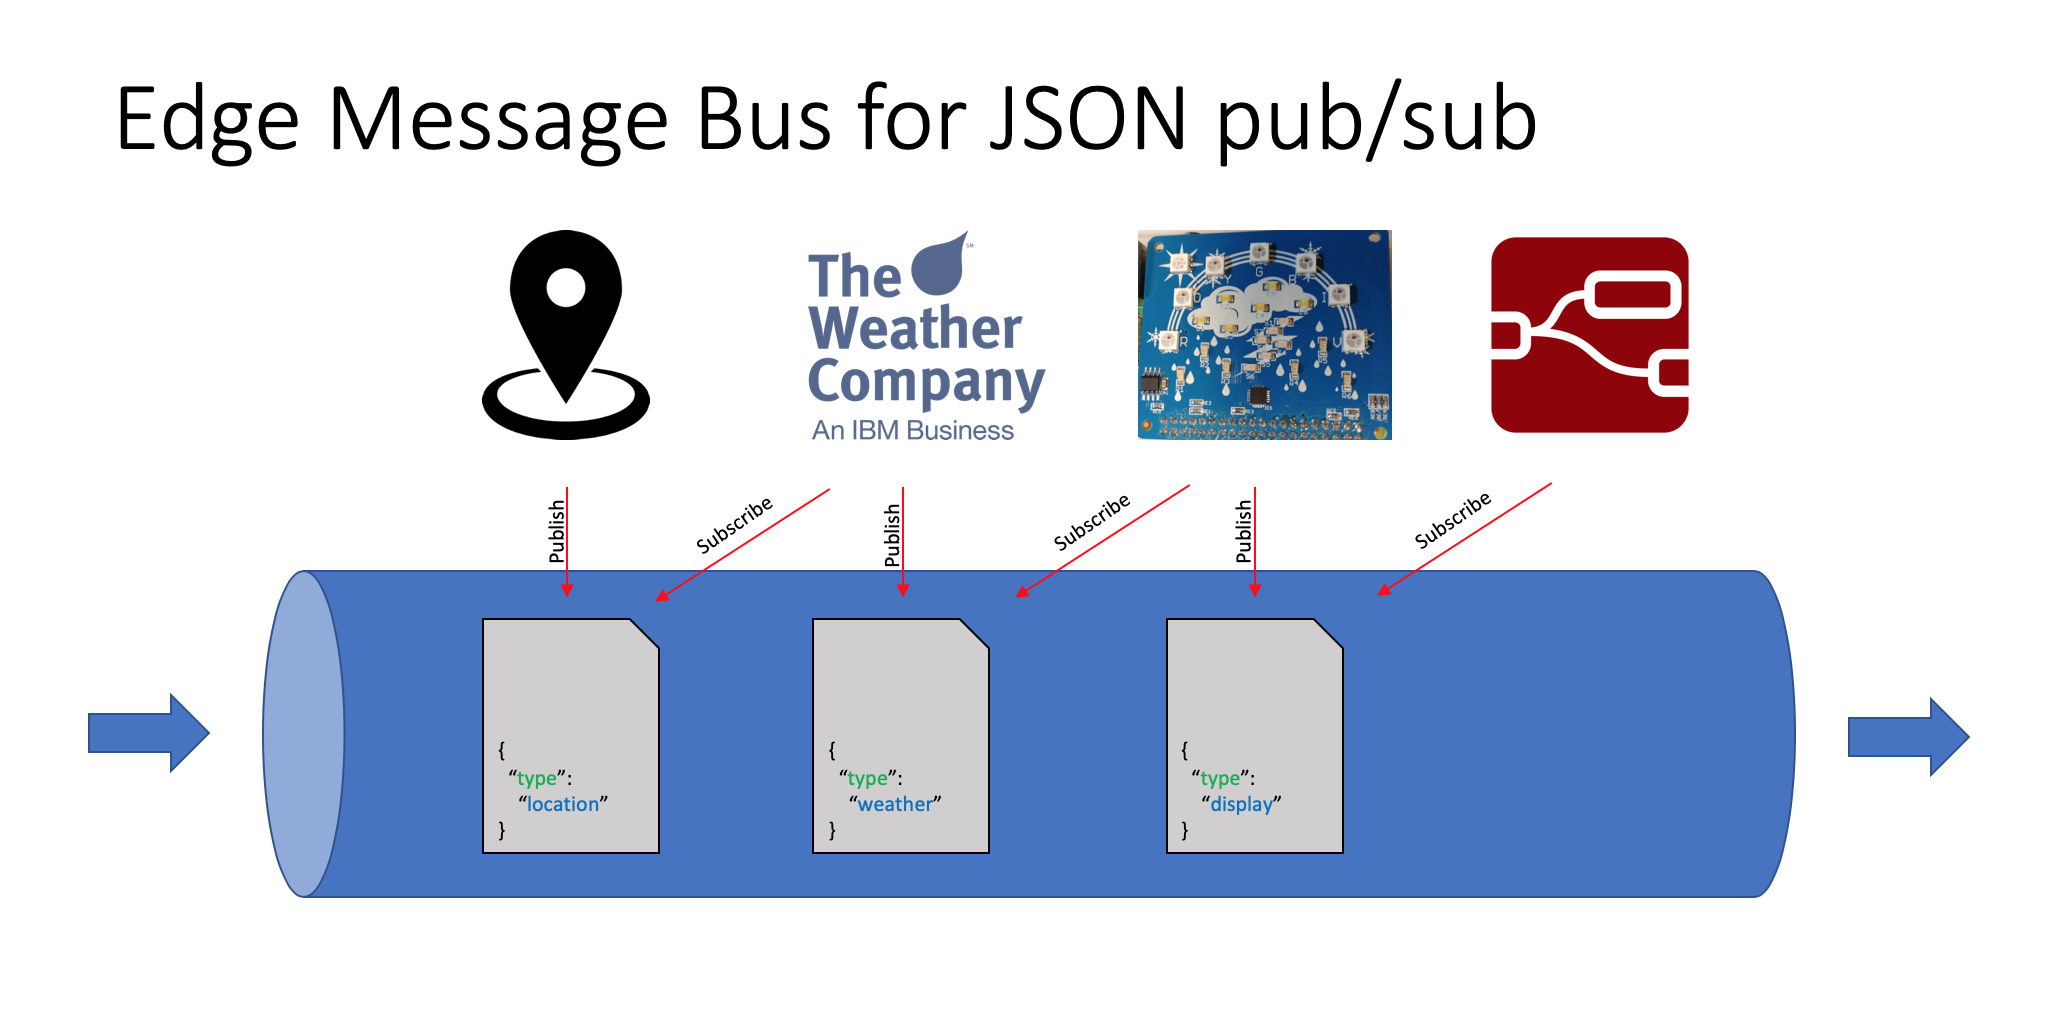 Edge Message Bus for JSON pub/sub
The
Weather
Company
An IBM Business
SM
R
O
Y
G
B
I
V
Publish
Subscribe
Publish
Subscribe
Publish
Subscribe
{
“type”:
“location”
}
{
“type”:
“weather”
}
{
“type”:
“display”
}